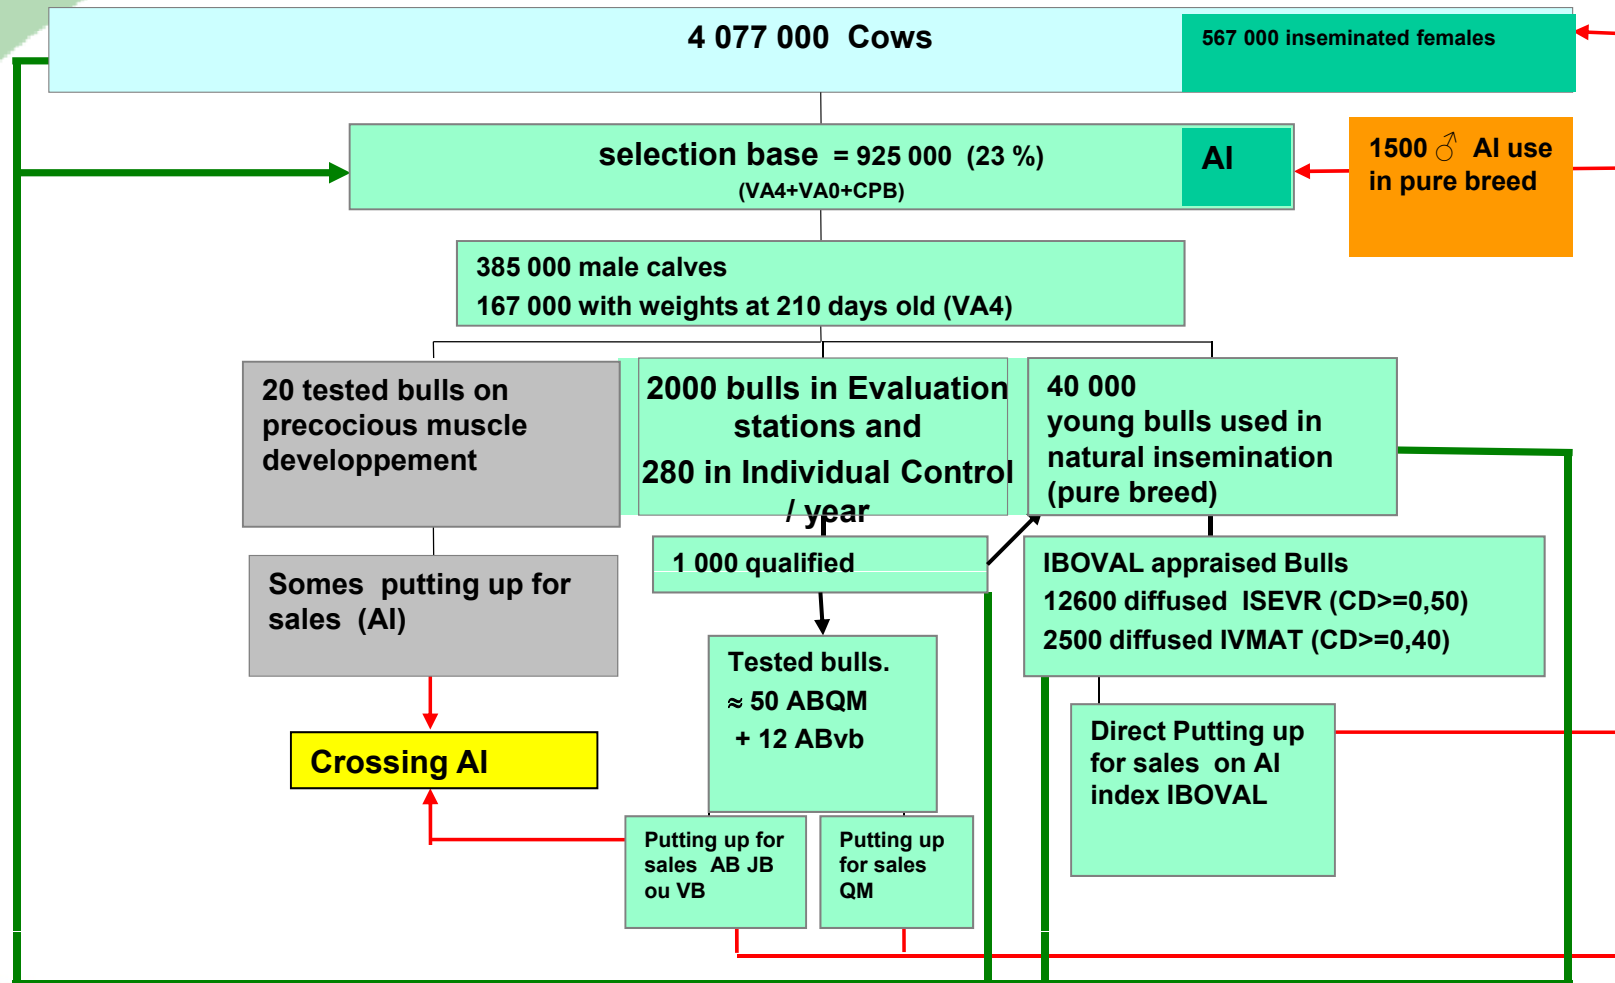 4 077 000  Cows
567 000 inseminated females
selection base  = 925 000  (23 %)
(VA4+VA0+CPB)
AI
1500 ♂  AI use
in pure breed
385 000 male calves
167 000 with weights at 210 days old (VA4)
20 tested bulls on
precocious muscle
developpement
2000 bulls in Evaluation
stations and
280 in Individual Control
/ year
40 000
young bulls used in
natural insemination
(pure breed)
Somes  putting up for
sales  (AI)
1 000 qualified
IBOVAL appraised Bulls
12600 diffused  ISEVR (CD>=0,50)
2500 diffused IVMAT (CD>=0,40)
Tested bulls.
≈ 50 ABQM
+ 12 ABvb
Crossing AI
Direct Putting up
for sales  on AI
index IBOVAL
Putting up for
sales  AB JB
ou VB
Putting up
for sales
QM